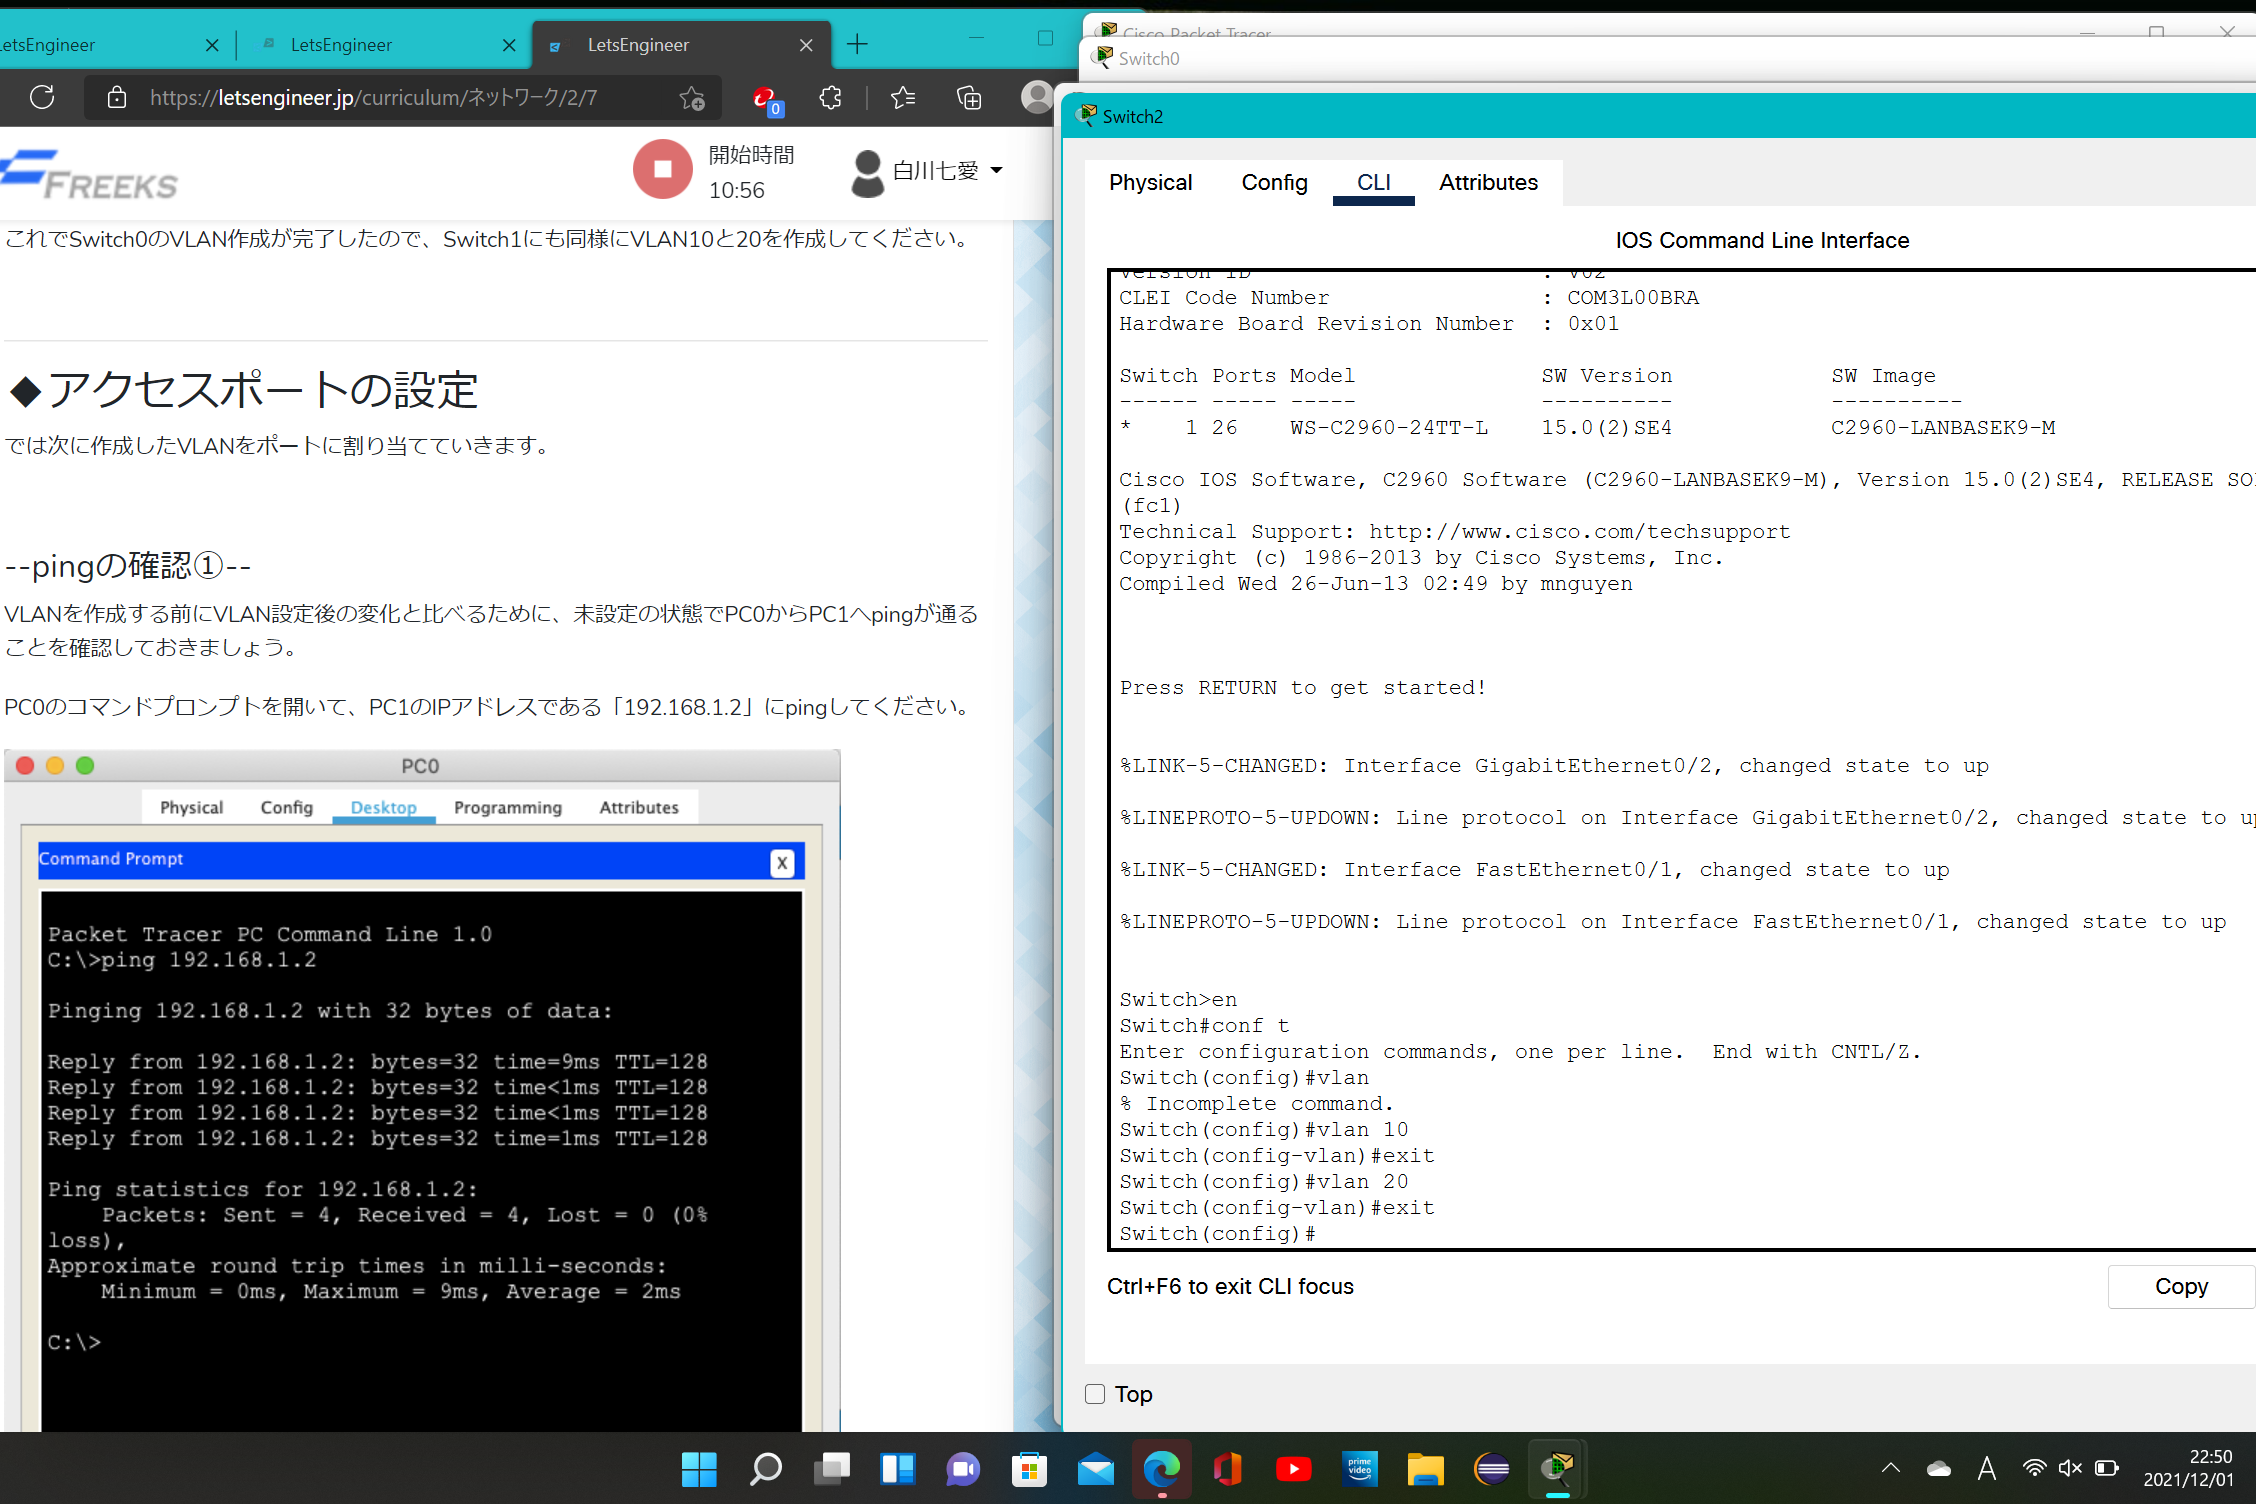 LetsEngineer
LetsEngineer
LetsEngineer
https://letsengineer.jp/curriculum/ネットワーク/2/7
0
FREEKS
開始時間
10:56
白川七愛
これでSwitch0のVLAN作成が完了したので、Switch1にも同様にVLAN10と20を作成してください。
◆アクセスポートの設定
では次に作成したVLANをポートに割り当てていきます。
--pingの確認①--
VLANを作成する前にVLAN設定後の変化と比べるために、未設定の状態でPC0からPC1へpingが通る
ことを確認しておきましょう。
PC0のコマンドプロンプトを開いて、PC1のIPアドレスである「192.168.1.2」にpingしてください。
PC0
Physical Config Desktop Programming Attributes
Command Prompt
X
Packet Tracer PC Command Line 1.0
C:\>ping 192.168.1.2
Pinging 192.168.1.2 with 32 bytes of data:
Reply from 192.168.1.2: bytes=32 time=9ms TTL=128
Reply from 192.168.1.2: bytes=32 time<1ms TTL=128
Reply from 192.168.1.2: bytes=32 time<1ms TTL=128
Reply from 192.168.1.2: bytes=32 time=1ms TTL=128
Ping statistics for 192.168.1.2:
Packets: Sent = 4, Received = 4, Lost = 0 (0%
loss),
Approximate round trip times in milli-seconds:
Minimum = 0ms, Maximum = 9ms, Average = 2ms
C:\>
Cisco Packet Tracer
Switch0
Switch2
Physical Config CLI Attributes
IOS Command Line Interface
Version ID : V02
CLEI Code Number : COM3L00BRA
Hardware Board Revision Number : 0x01
Switch Ports Model SW Version SW Image
------ ----- ----- ---------- ----------
* 1 26 WS-C2960-24TT-L 15.0(2)SE4 C2960-LANBASEK9-M
Cisco IOS Software, C2960 Software (C2960-LANBASEK9-M), Version 15.0(2)SE4, RELEASE SO
(fc1)
Technical Support: http://www.cisco.com/techsupport
Copyright (c) 1986-2013 by Cisco Systems, Inc.
Compiled Wed 26-Jun-13 02:49 by mnguyen
Press RETURN to get started!
%LINK-5-CHANGED: Interface GigabitEthernet0/2, changed state to up
%LINEPROTO-5-UPDOWN: Line protocol on Interface GigabitEthernet0/2, changed state to up
%LINK-5-CHANGED: Interface FastEthernet0/1, changed state to up
%LINEPROTO-5-UPDOWN: Line protocol on Interface FastEthernet0/1, changed state to up
Switch>en
Switch#conf t
Enter configuration commands, one per line. End with CNTL/Z.
Switch(config)#vlan
% Incomplete command.
Switch(config)#vlan 10
Switch(config-vlan)#exit
Switch(config)#vlan 20
Switch(config-vlan)#exit
Switch(config)#
Ctrl+F6 to exit CLI focus
Copy
Top
prime video
A
22:50
2021/12/01